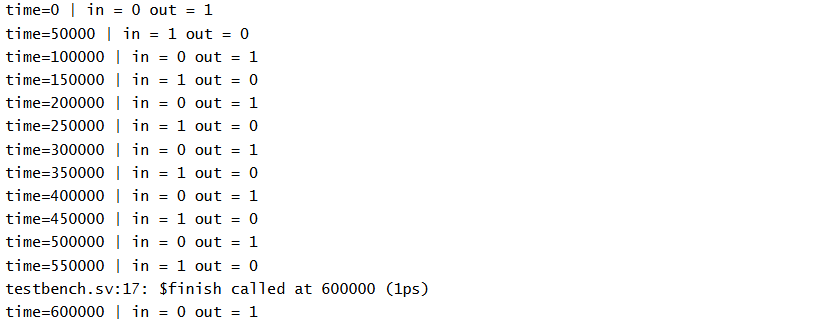 time=0 | in = 0 out = 1
time=50000 | in = 1 out = 0
time=100000 | in = 0 out = 1
time=150000 | in = 1 out = 0
time=200000 | in = 0 out = 1
time=250000 | in = 1 out = 0
time=300000 | in = 0 out = 1
time=350000 | in = 1 out = 0
time=400000 | in = 0 out = 1
time=450000 | in = 1 out = 0
time=500000 | in = 0 out = 1
time=550000 | in = 1 out = 0
testbench.sv:17: $finish called at 600000 (1ps)
time=600000 | in = 0 out = 1